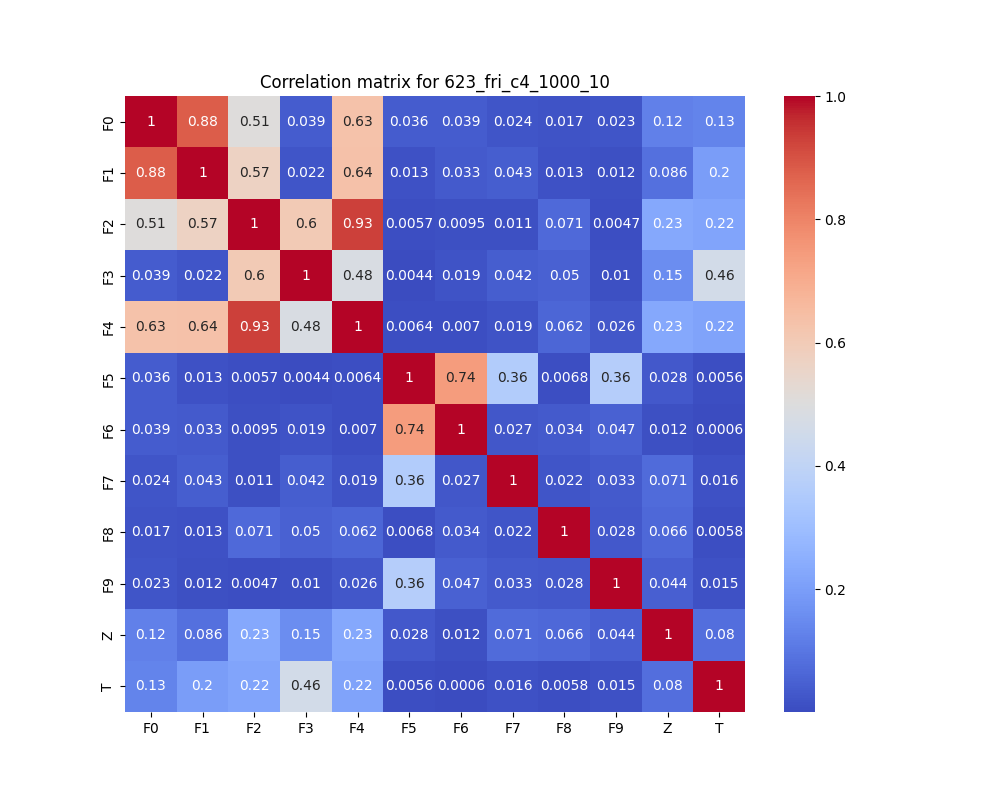 Correlation matrix for 623_fri_c4_1000_10
F0 1 0.88 0.51 0.039 0.63 0.036 0.039 0.024 0.017 0.023 0.12 0.13
F1 0.88 1 0.57 0.022 0.64 0.013 0.033 0.043 0.013 0.012 0.086 0.2
F2 0.51 0.57 1 0.6 0.93 0.0057 0.0095 0.011 0.071 0.0047 0.23 0.22
F3 0.039 0.022 0.6 1 0.48 0.0044 0.019 0.042 0.05 0.01 0.15 0.46
F4 0.63 0.64 0.93 0.48 1 0.0064 0.007 0.019 0.062 0.026 0.23 0.22
F5 0.036 0.013 0.0057 0.0044 0.0064 1 0.74 0.36 0.0068 0.36 0.028 0.0056
F6 0.039 0.033 0.0095 0.019 0.007 0.74 1 0.027 0.034 0.047 0.012 0.0006
F7 0.024 0.043 0.011 0.042 0.019 0.36 0.027 1 0.022 0.033 0.071 0.016
F8 0.017 0.013 0.071 0.05 0.062 0.0068 0.034 0.022 1 0.028 0.066 0.0058
F9 0.023 0.012 0.0047 0.01 0.026 0.36 0.047 0.033 0.028 1 0.044 0.015
Z 0.12 0.086 0.23 0.15 0.23 0.028 0.012 0.071 0.066 0.044 1 0.08
T 0.13 0.2 0.22 0.46 0.22 0.0056 0.0006 0.016 0.0058 0.015 0.08 1
F0 F1 F2 F3 F4 F5 F6 F7 F8 F9 Z T
1.0
0.8
0.6
0.4
0.2